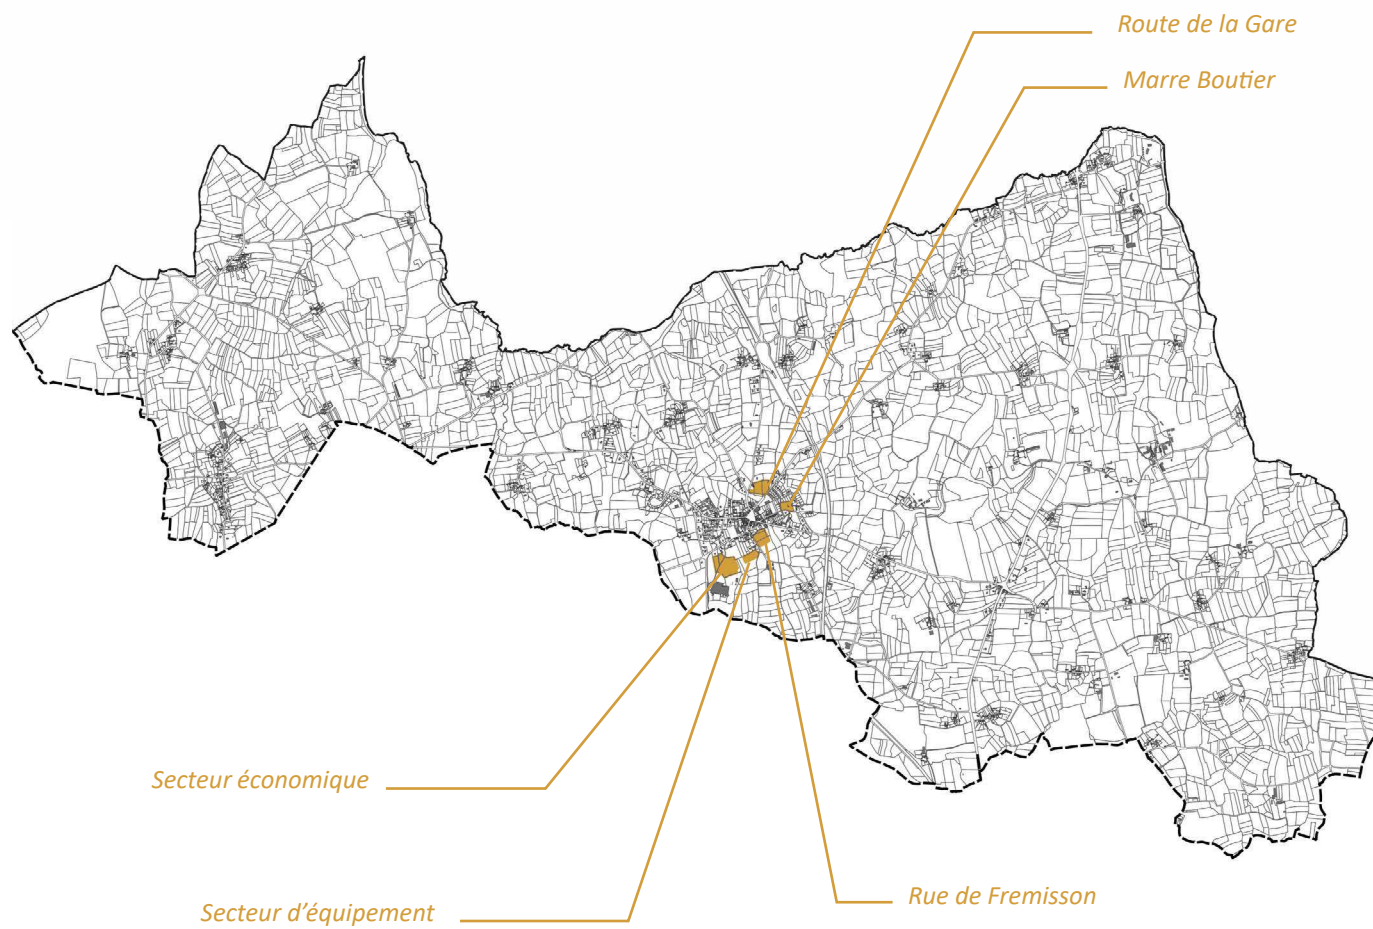 Route de la Gare
Marre Boutier
Secteur économique
Rue de Fremisson
Secteur d’équipement